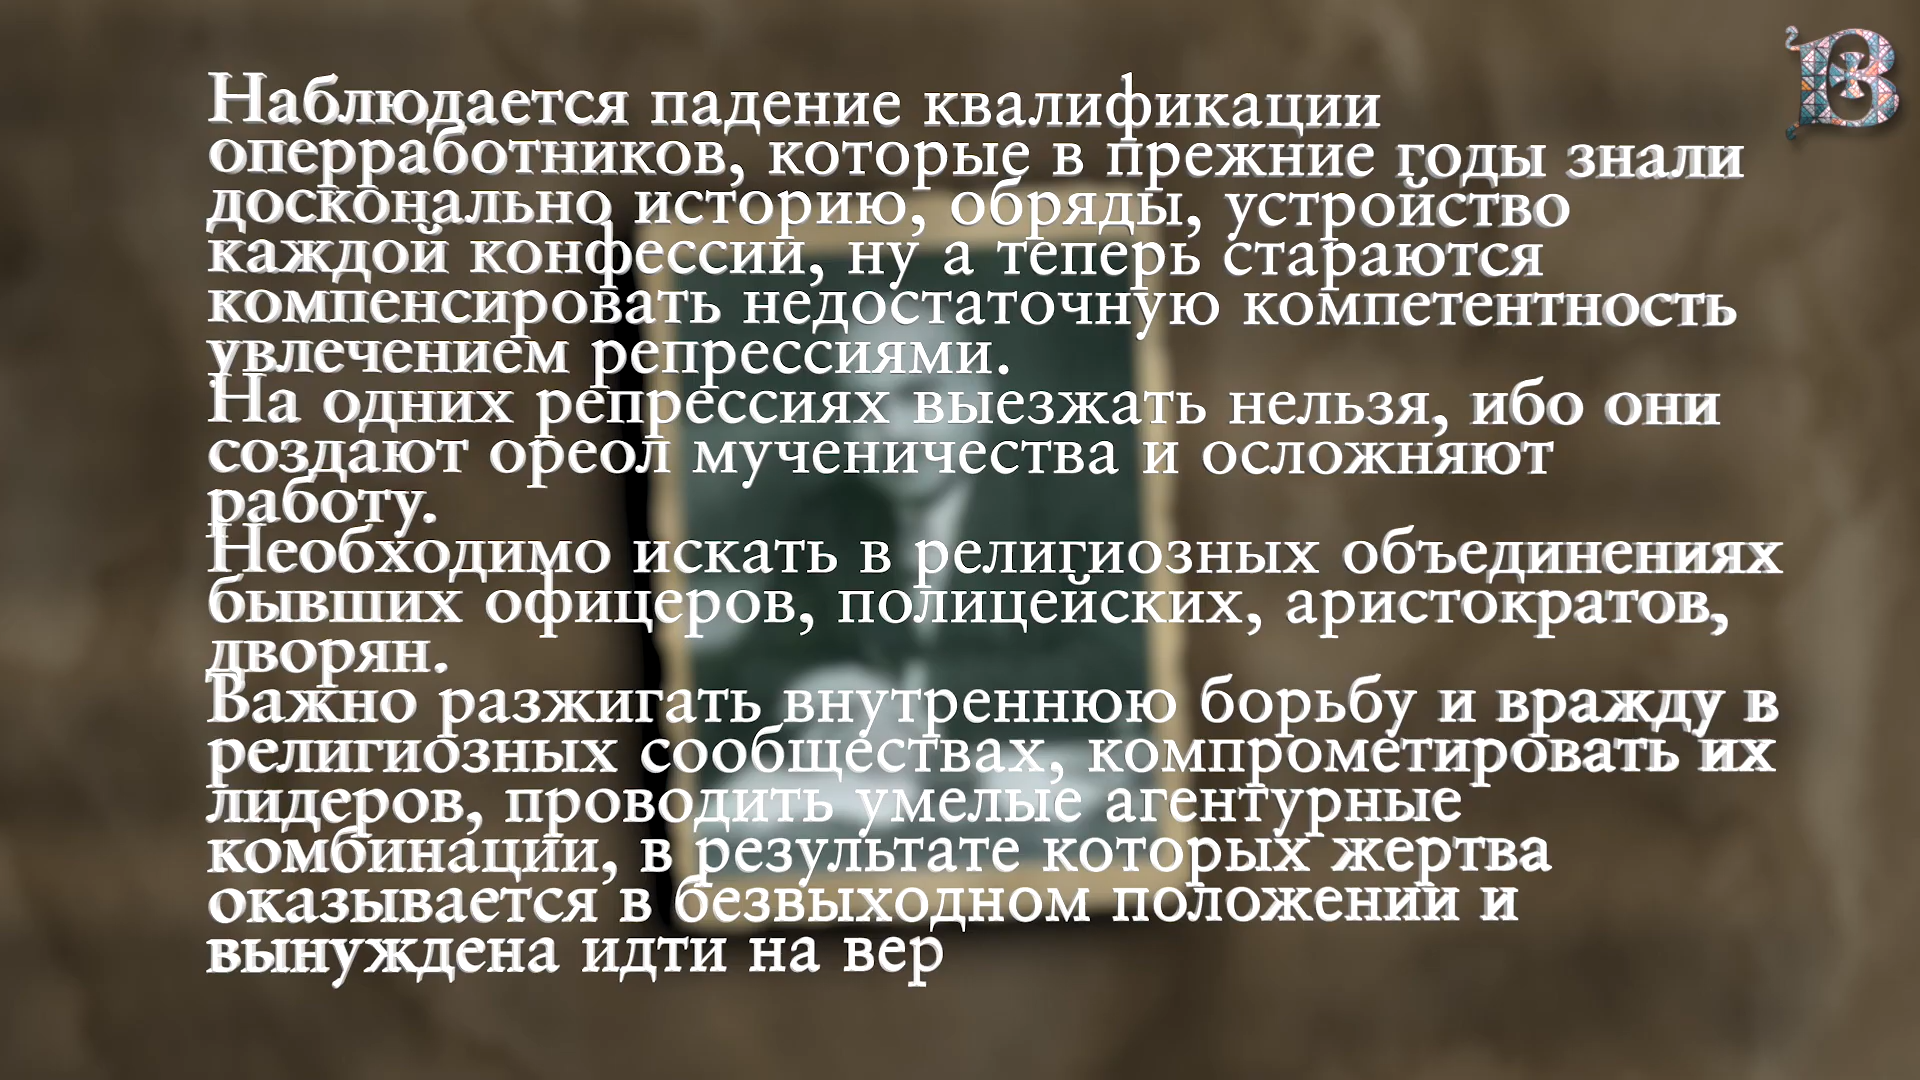 Наблюдается падение квалификации
оперработников, которые в прежние годы знали
досконально историю, обряды, устройство
каждой конфессии, ну а теперь стараются
компенсировать недостаточную компетентность
увлечением репрессиями.
На одних репрессиях выезжать нельзя, ибо они
создают ореол мученичества и осложняют
работу.
Необходимо искать в религиозных объединениях
бывших офицеров, полицейских, аристократов,
дворян.
Важно разжигать внутреннюю борьбу и вражду в
религиозных сообществах, компрометировать их
лидеров, проводить умелые агентурные
комбинации, в результате которых жертва
оказывается в безвыходном положении и
вынуждена идти на вер